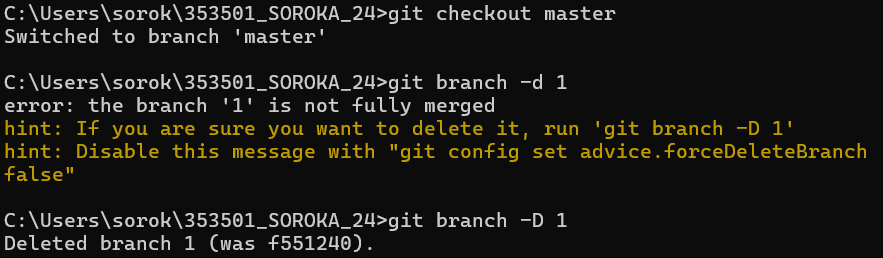 C:\Users\sorok\353501_SOROKA_24>git checkout master
Switched to branch 'master'
C:\Users\sorok\353501_SOROKA_24>git branch -d 1
error: the branch '1' is not fully merged
hint: If you are sure you want to delete it, run 'git branch -D 1'
hint: Disable this message with "git config set advice.forceDeleteBranch
false"
C:\Users\sorok\353501_SOROKA_24>git branch -D 1
Deleted branch 1 (was f551240).